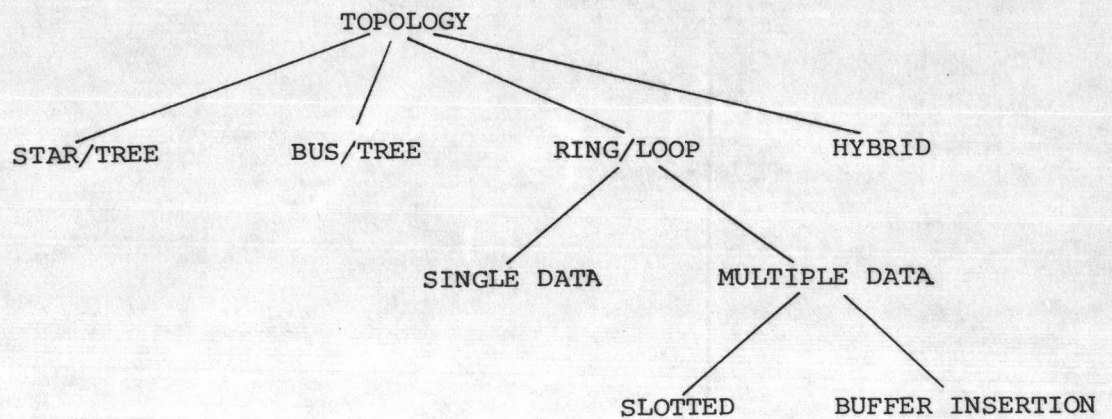 TOPOLOGY
STAR/TREE BUS/TREE RING/LOOP HYBRID
SINGLE DATA MULTIPLE DATA
SLOTTED BUFFER INSERTION